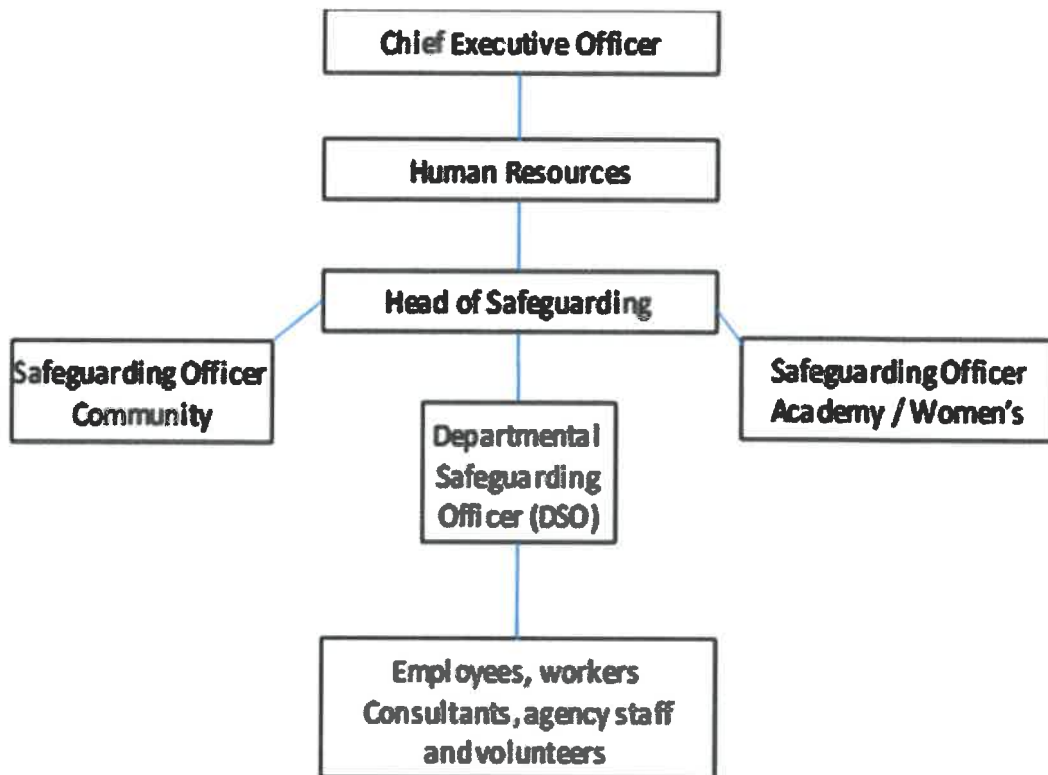 Chief Executive Officer
Human Resources
Head of Safeguarding
Safeguarding Officer
Community
Safeguarding Officer
Academy / Women's
Departmental
Safeguarding
Officer (DSO)
Employees, workers
Consultants, agency staff
and volunteers